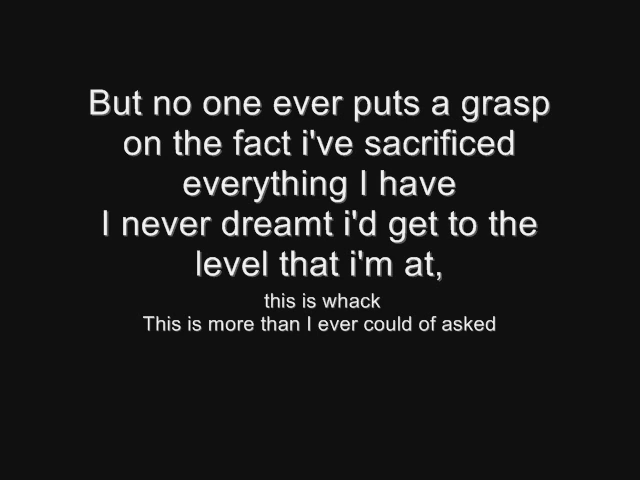 But no one ever puts a grasp
on the fact i've sacrificed
everything I have
I never dreamt i'd get to the
level that i'm at,
this is whack
This is more than I ever could of asked